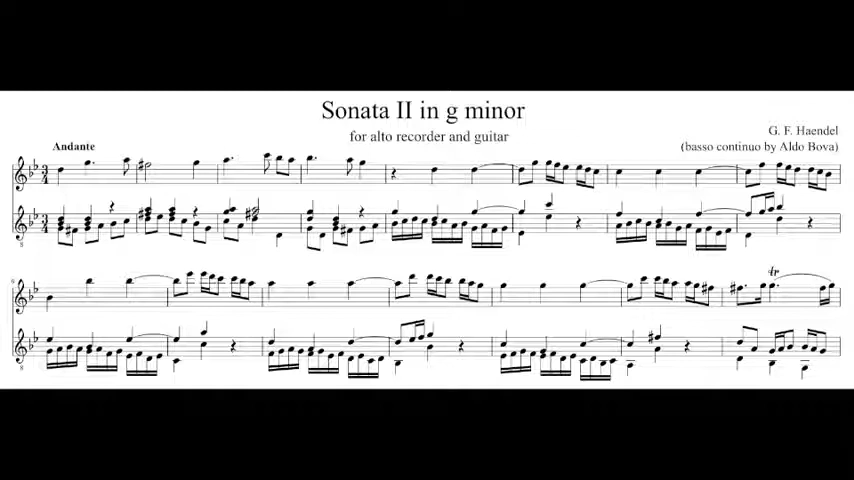 Sonata II in g minor
for alto recorder and guitar
G. F. Haendel
Andante
(basso continuo by Aldo Bova)
tr